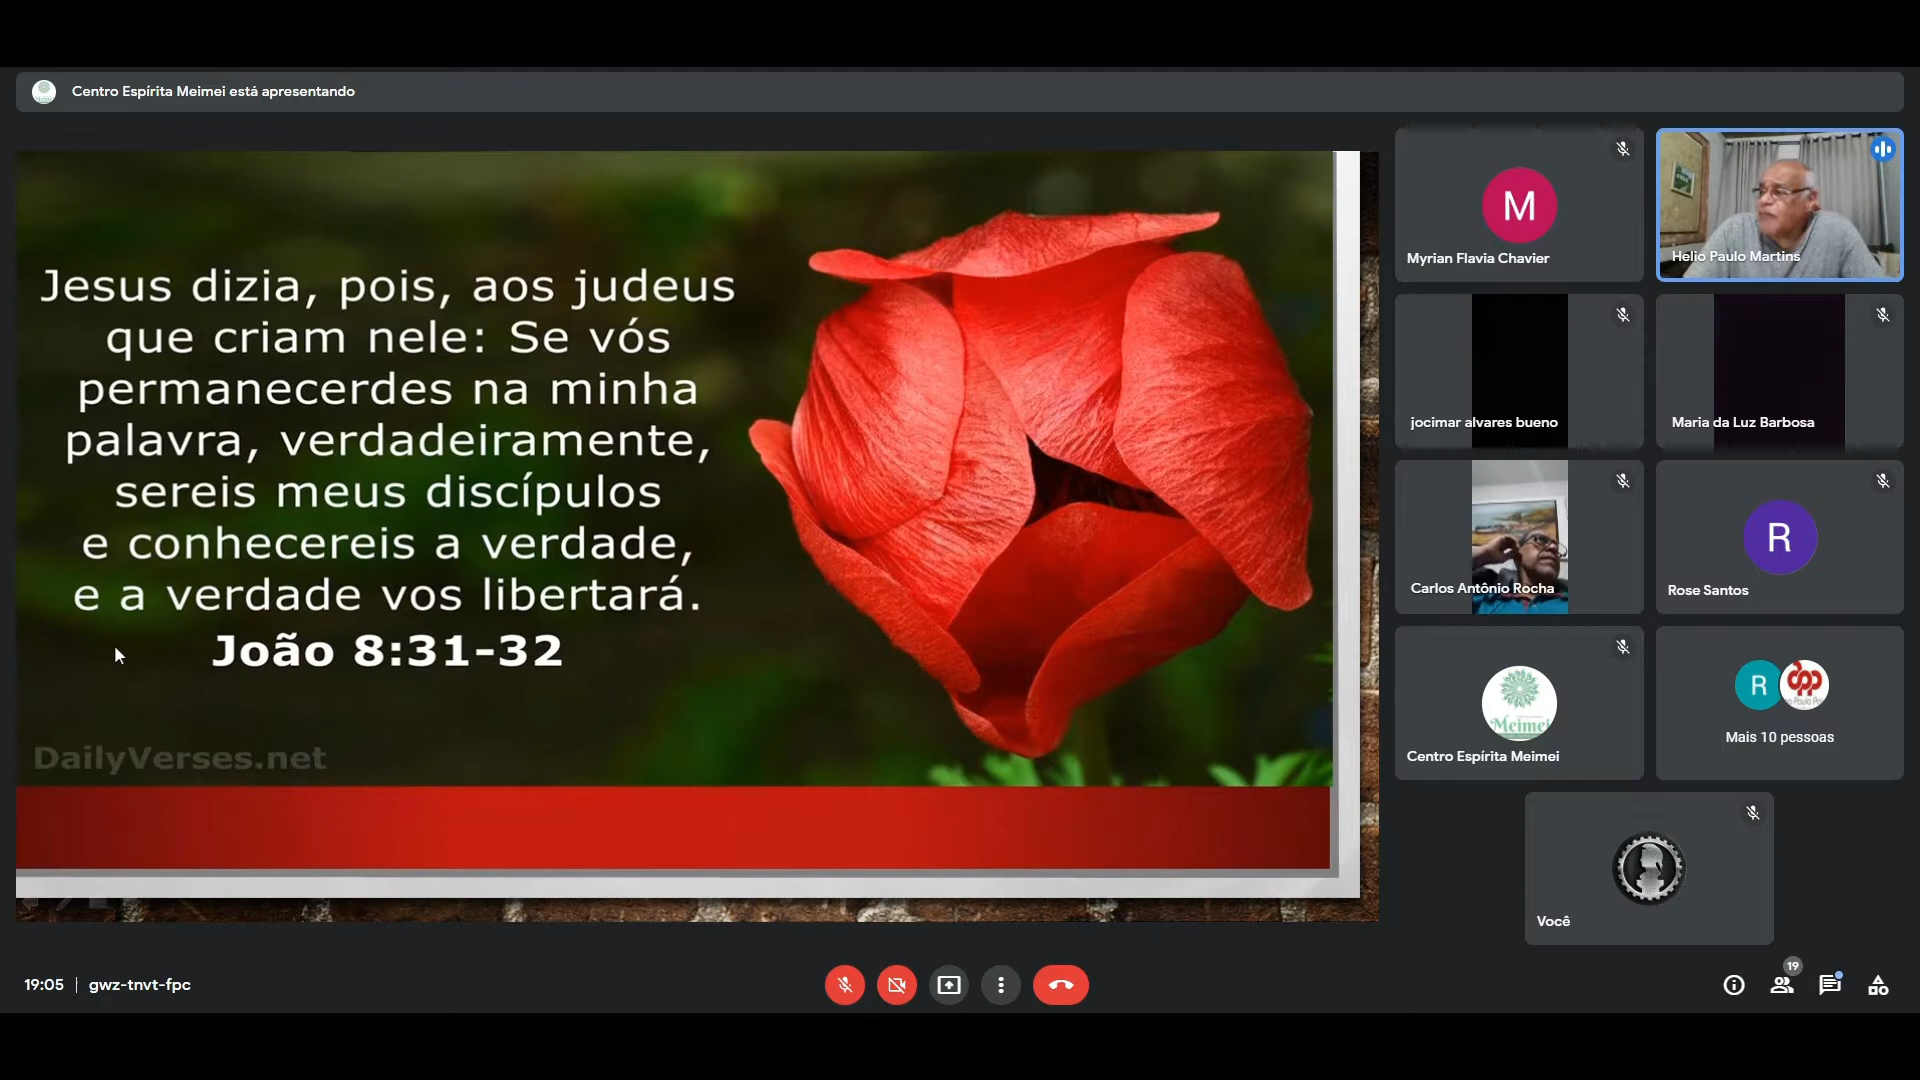 Centro Espírita Meimei está apresentando
Jesus dizia, pois, aos judeus
que criam nele: Se vós
permanecerdes na minha
palavra, verdadeiramente,
sereis meus discípulos
e conhecereis a verdade,
e a verdade vos libertará.
João 8:31-32
DailyVerses.net
M
Myrian Flavia Chavier
Helio Paulo Martins
jocimar alvares bueno
Maria da Luz Barbosa
Carlos Antônio Rocha
R
Rose Santos
Meimei
Centro Espírita Meimei
R
Mais 10 pessoas
Você
19:05 | gwz-tnvt-fpc
19